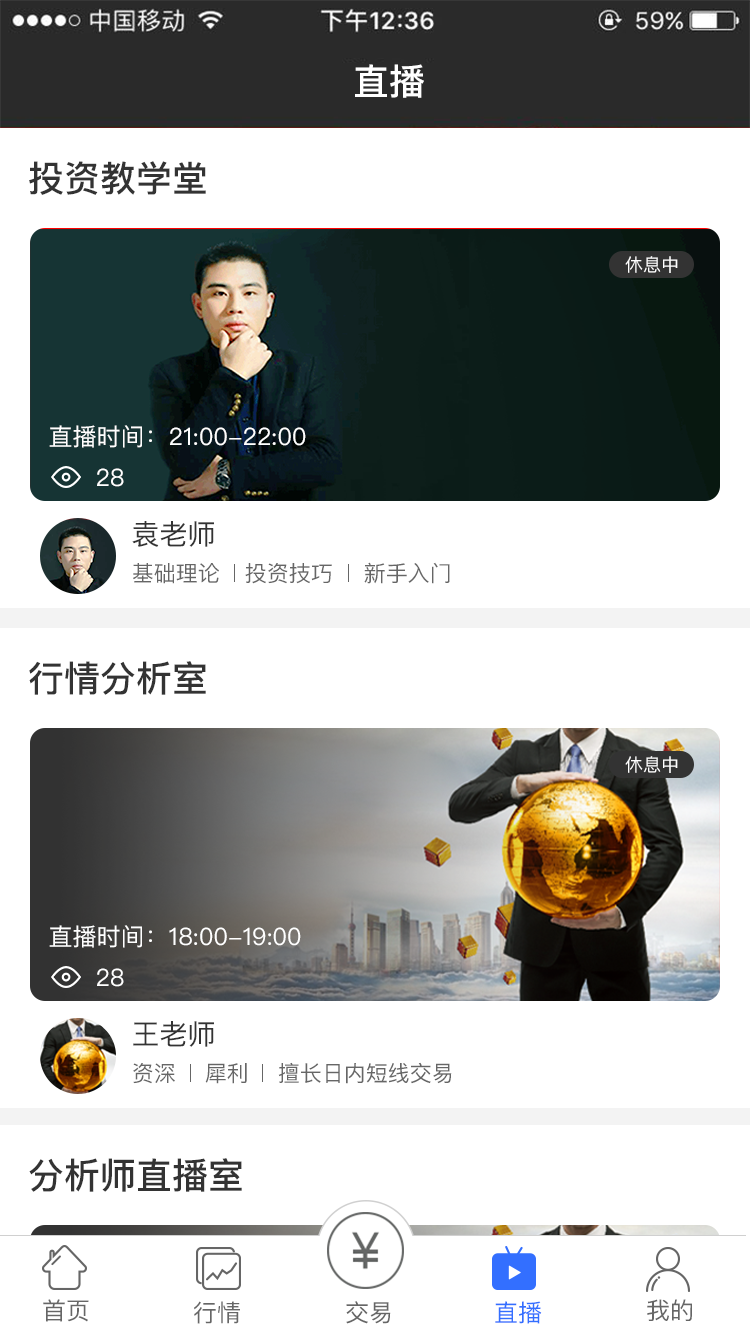 中国移动 下午12:36 59%
直播
投资教学堂
休息中
直播时间：21:00-22:00
28
袁老师
基础理论 | 投资技巧 | 新手入门
行情分析室
休息中
直播时间：18:00-19:00
28
王老师
资深 | 犀利 | 擅长日内短线交易
分析师直播室
¥
首页 行情 交易 直播 我的